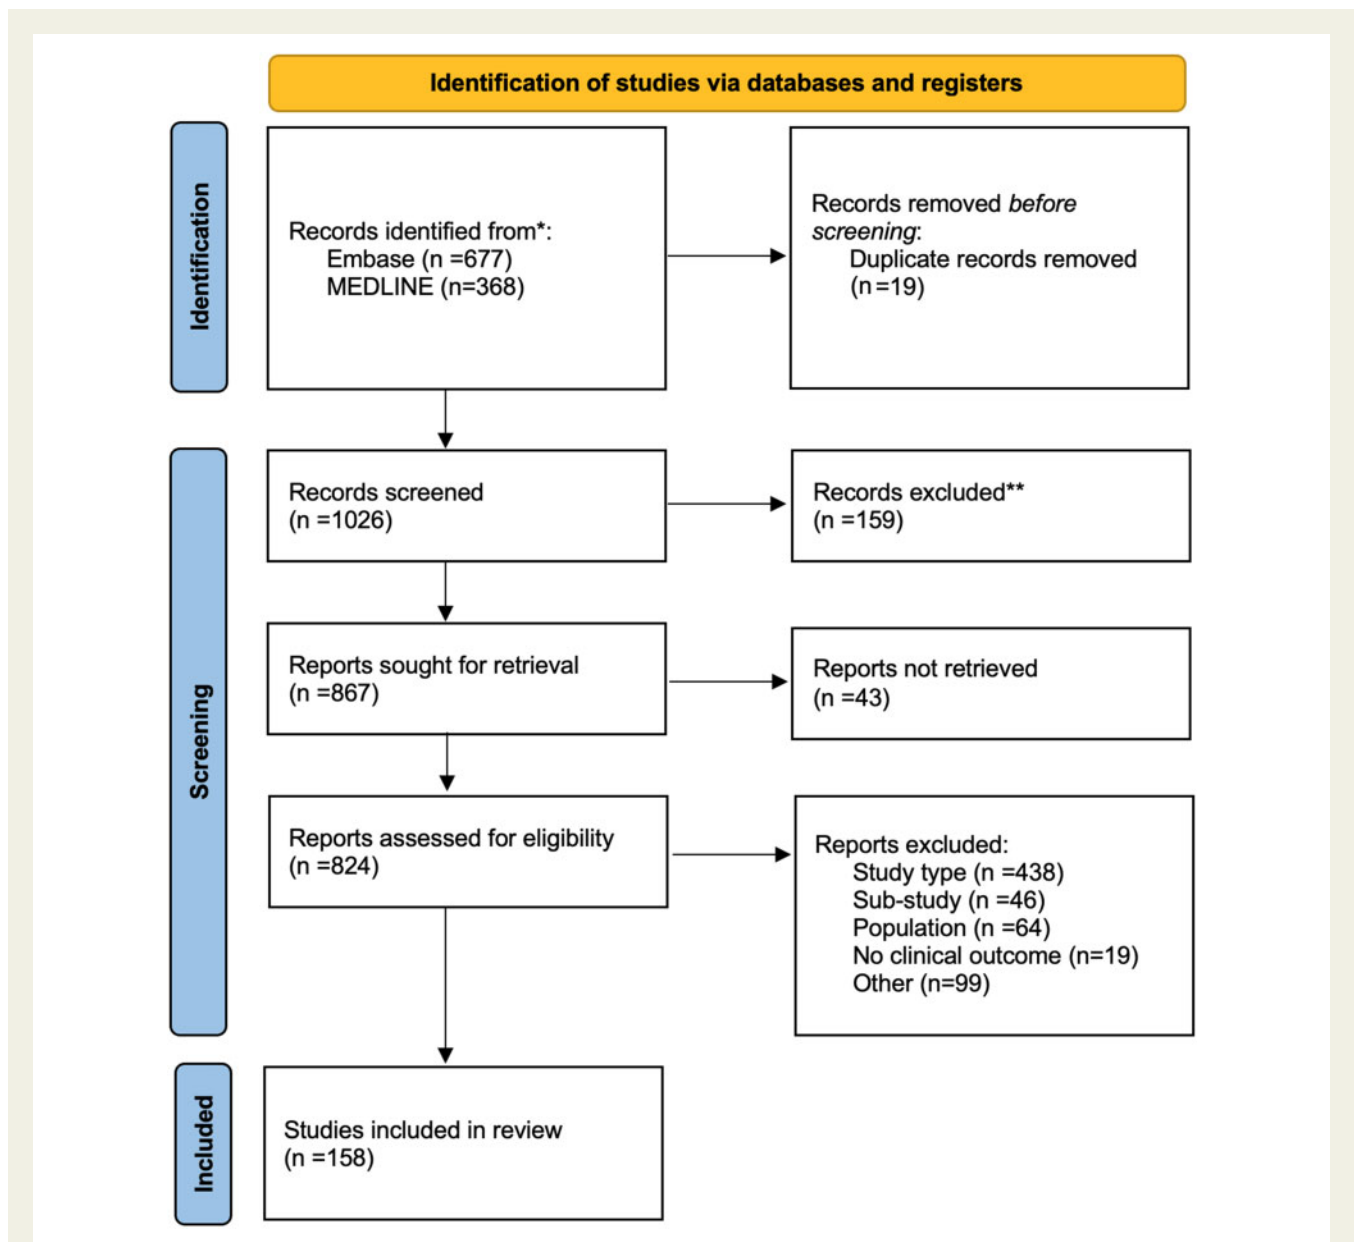 Identification of studies via databases and registers
Identification
Records identified from*:
Embase (n =677)
MEDLINE (n=368)
Records removed before
screening:
Duplicate records removed
(n =19)
Screening
Records screened
(n =1026)
Records excluded**
(n =159)
Reports sought for retrieval
(n =867)
Reports not retrieved
(n =43)
Reports assessed for eligibility
(n =824)
Reports excluded:
Study type (n =438)
Sub-study (n =46)
Population (n =64)
No clinical outcome (n=19)
Other (n=99)
Included
Studies included in review
(n =158)